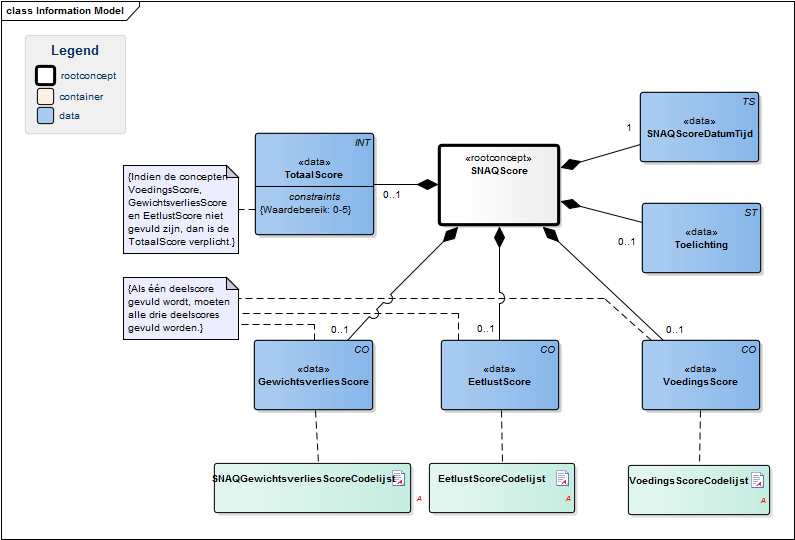 class Information Model
Legend
rootconcept
container
data
TS
«data»
SNAQScoreDatumTijd
1
INT
«data»
TotaalScore
constraints
{Waardebereik: 0-5}
0..1
«rootconcept»
SNAQScore
{Indien de concepten
VoedingsScore,
GewichtsverliesScore
en EetlustScore niet
gevuld zijn, dan is de
TotaalScore verplicht.}
ST
«data»
Toelichting
0..1
{Als één deelscore
gevuld wordt, moeten
alle drie deelscores
gevuld worden.}
0..1
0..1
0..1
CO
«data»
GewichtsverliesScore
CO
«data»
EetlustScore
CO
«data»
VoedingsScore
SNAQGewichtsverliesScoreCodelijst
A
EetlustScoreCodelijst
A
VoedingsScoreCodelijst
A